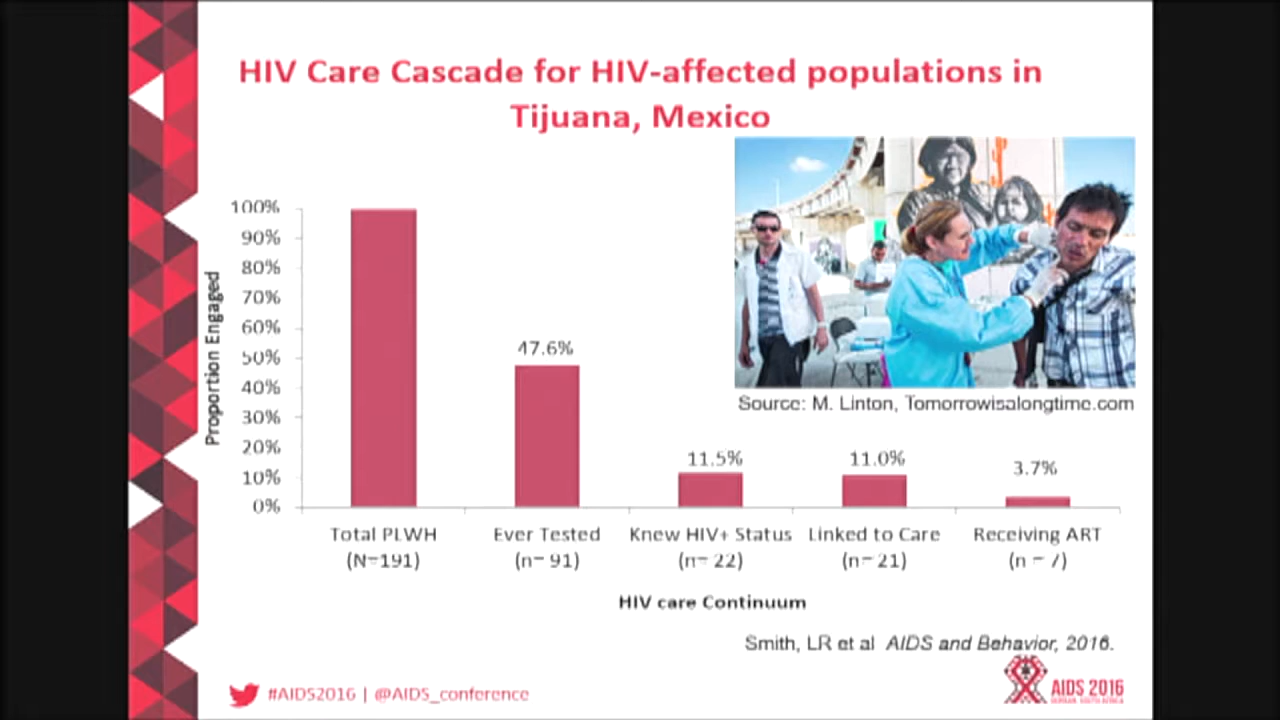 HIV Care Cascade for HIV-affected populations in
Tijuana, Mexico
Source: M. Linton, Tomorrowisalongtime.com
Proportion Engaged
100%
90%
80%
70%
60%
50%
40%
30%
20%
10%
0%
47.6%
11.5%
11.0%
3.7%
Total PLWH
(N=191)
Ever Tested
(n= 91)
Knew HIV+ Status
(n= 22)
Linked to Care
(n= 21)
Receiving ART
(n = 7)
HIV care Continuum
Smith, LR et al AIDS and Behavior, 2016.
#AIDS2016 | @AIDS_conference
AIDS 2016
DURBAN, SOUTH AFRICA